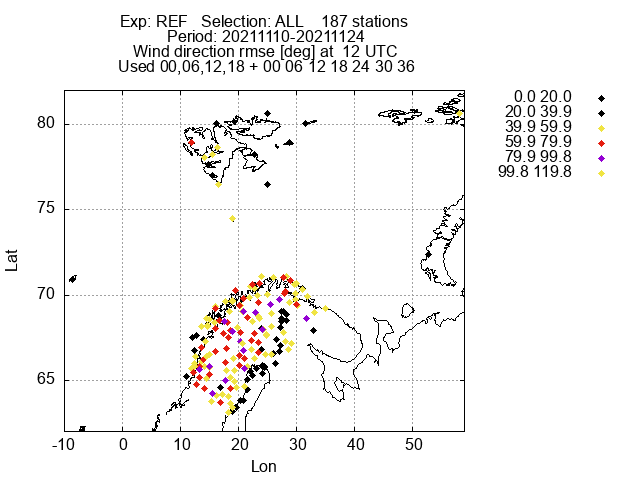 Exp: REF Selection: ALL 187 stations
Period: 20211110-20211124
Wind direction rmse [deg] at 12 UTC
Used 00,06,12,18 + 00 06 12 18 24 30 36
0.0 20.0
20.0 39.9
39.9 59.9
59.9 79.9
79.9 99.8
99.8 119.8
80
75
70
65
Lat
-10 0 10 20 30 40 50
Lon